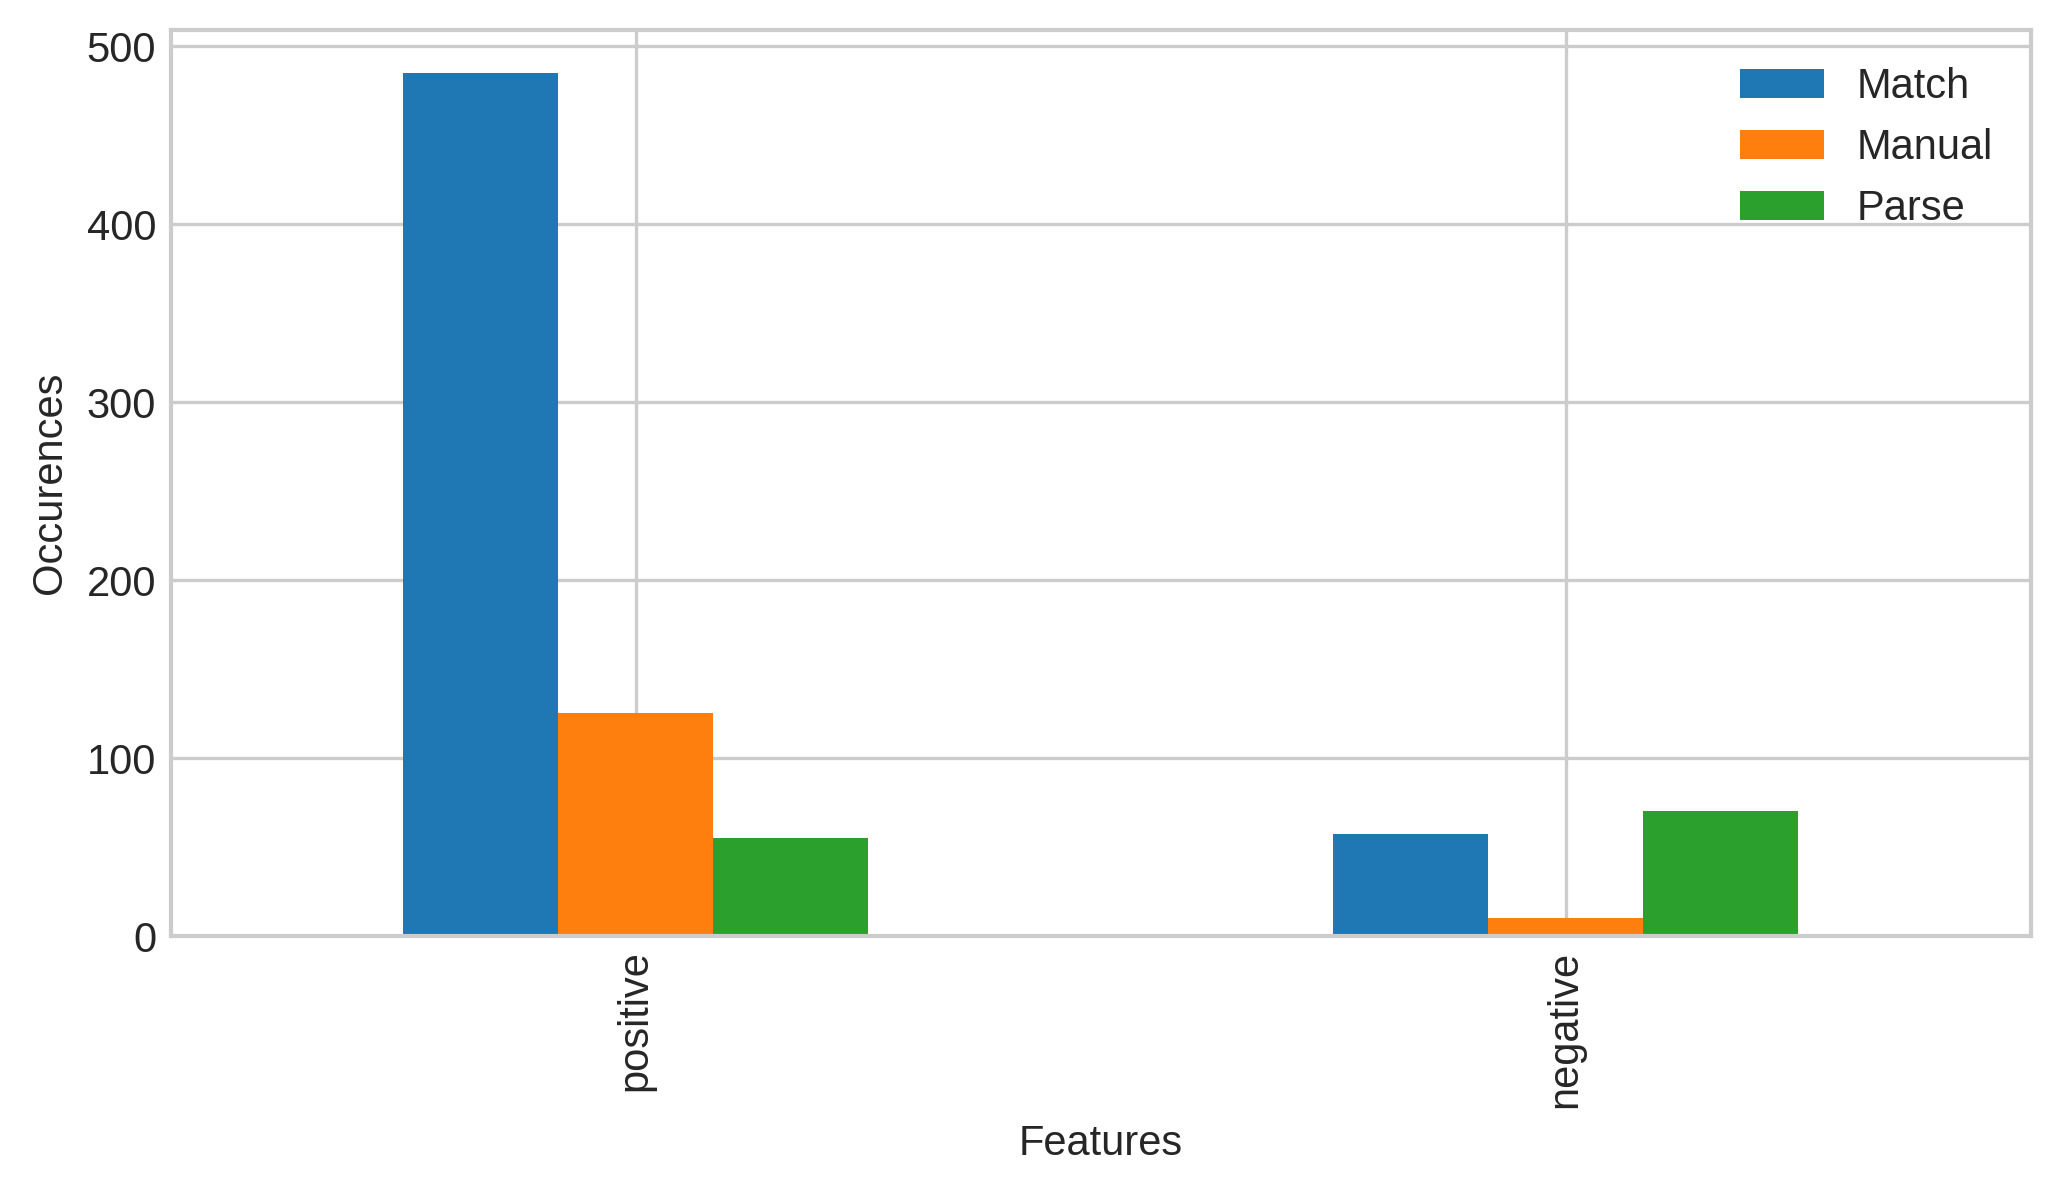 500
400
300
200
100
0
Occurences
Match
Manual
Parse
positive
negative
Features